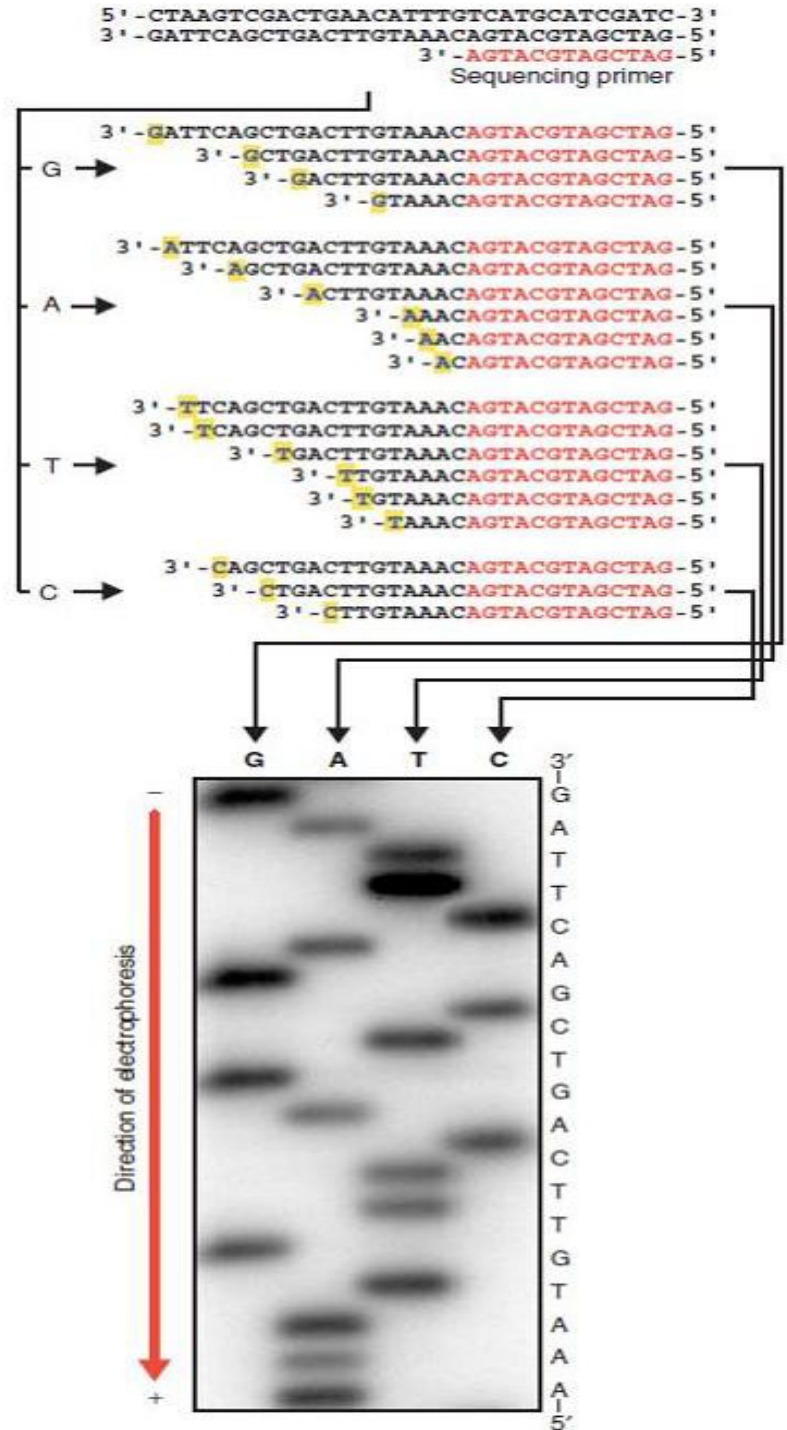 5'-CTAAGTCGACTGAACATTTGTCATGCATCGATC-3'
3'-GATTCAGCTGACTTGTAAACAGTACGTAGCTAG-5'
3'-AGTACGTAGCTAG-5'
Sequencing primer
G
3'-GATTCAGCTGACTTGTAAACAGTACGTAGCTAG-5'
3'-GCTGACTTGTAAACAGTACGTAGCTAG-5'
3'-GACTTGTAAACAGTACGTAGCTAG-5'
3'-GTAAACAGTACGTAGCTAG-5'
A
3'-ATTCAGCTGACTTGTAAACAGTACGTAGCTAG-5'
3'-AGCTGACTTGTAAACAGTACGTAGCTAG-5'
3'-ACTTGTAAACAGTACGTAGCTAG-5'
3'-AAACAGTACGTAGCTAG-5'
3'-AACAGTACGTAGCTAG-5'
3'-ACAGTACGTAGCTAG-5'
T
3'-TTCAGCTGACTTGTAAACAGTACGTAGCTAG-5'
3'-TCAGCTGACTTGTAAACAGTACGTAGCTAG-5'
3'-TGACTTGTAAACAGTACGTAGCTAG-5'
3'-TTGTAAACAGTACGTAGCTAG-5'
3'-TGTAAACAGTACGTAGCTAG-5'
3'-TAAACAGTACGTAGCTAG-5'
C
3'-CAGCTGACTTGTAAACAGTACGTAGCTAG-5'
3'-CTGACTTGTAAACAGTACGTAGCTAG-5'
3'-CTTGTAAACAGTACGTAGCTAG-5'
G A T C
3′
G
A
T
T
C
A
G
C
T
G
A
C
T
T
G
T
A
A
A
5′
−
Direction of electrophoresis
+